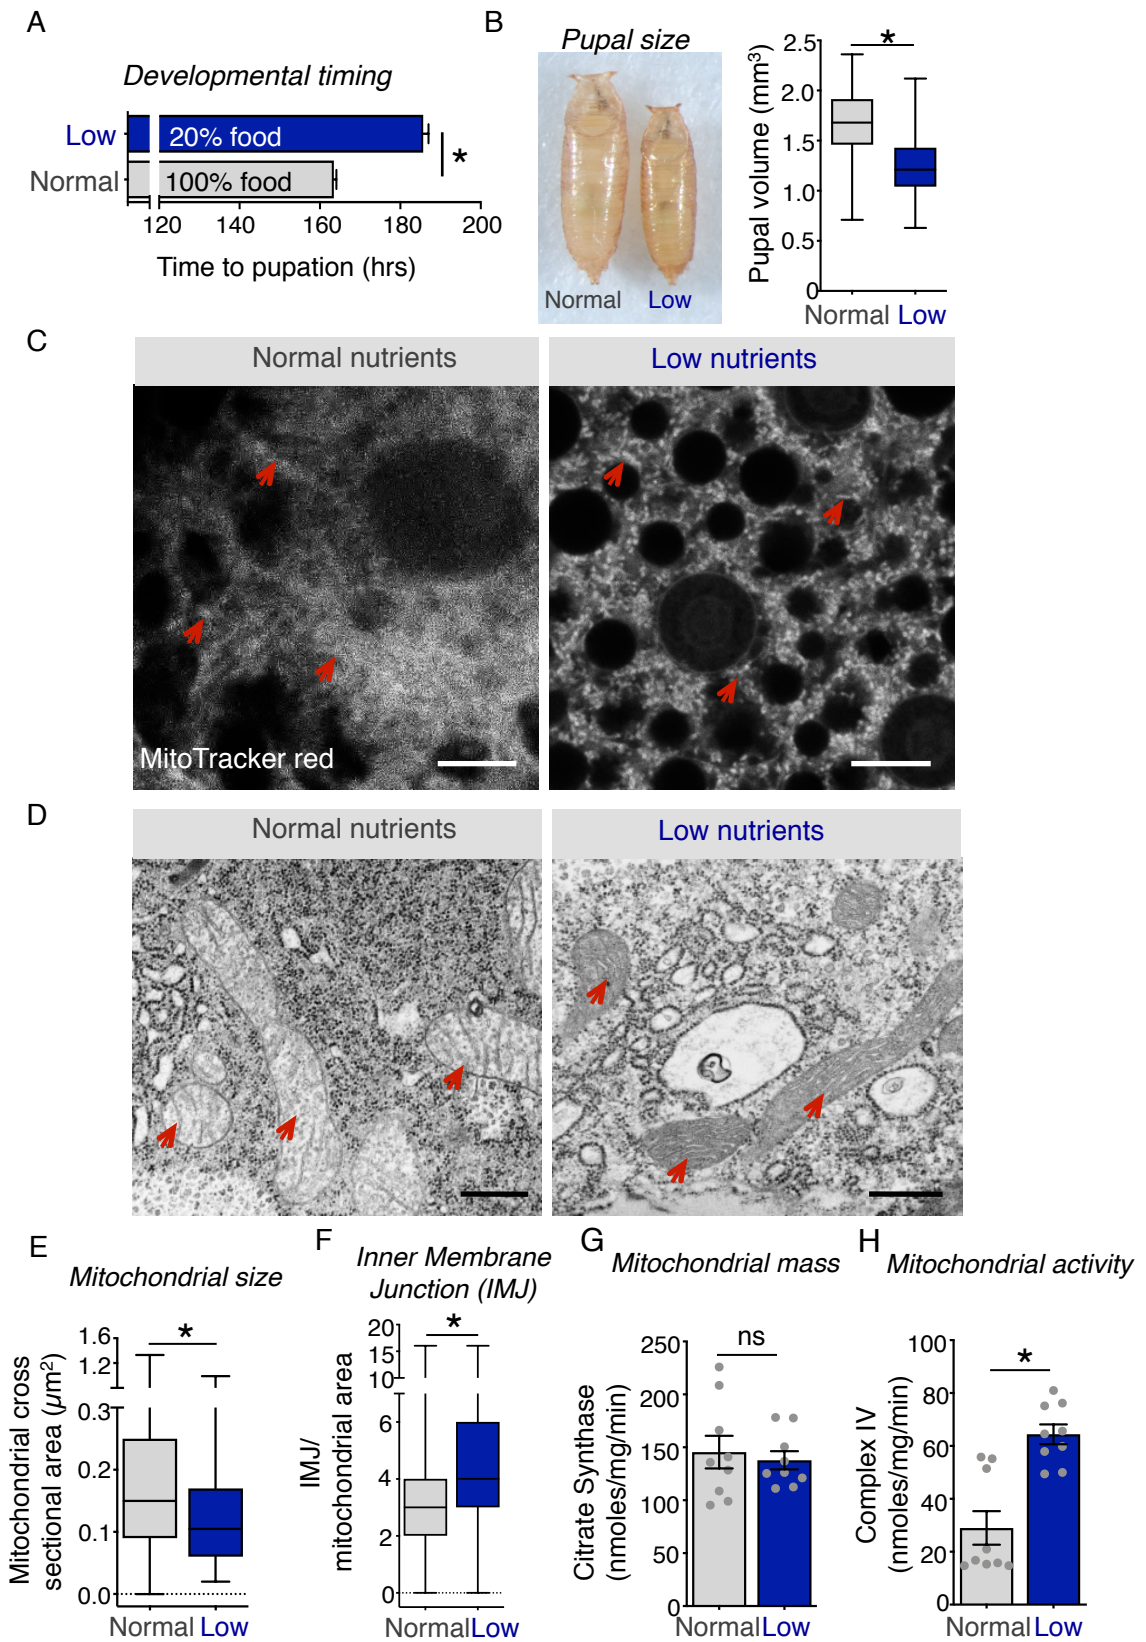 A
Developmental timing
Low
20% food
Normal
100% food
*
120 140 160 180 200
Time to pupation (hrs)
B
Pupal size
Normal Low
Pupal volume (mm³)
2.5
2.0
1.5
1.0
0.5
0
*
Normal Low
C
Normal nutrients
Low nutrients
MitoTracker red
D
Normal nutrients
Low nutrients
E
Mitochondrial size
Mitochondrial cross
sectional area (µm²)
1.6
1.2
0.3
0.2
0.1
0.0
*
Normal Low
F
Inner Membrane
Junction (IMJ)
IMJ/
mitochondrial area
20
15
10
6
4
2
0
*
Normal Low
G
Mitochondrial mass
Citrate Synthase
(nmoles/mg/min)
250
200
150
100
50
0
ns
Normal Low
H
Mitochondrial activity
Complex IV
(nmoles/mg/min)
100
80
60
40
20
0
*
Normal Low